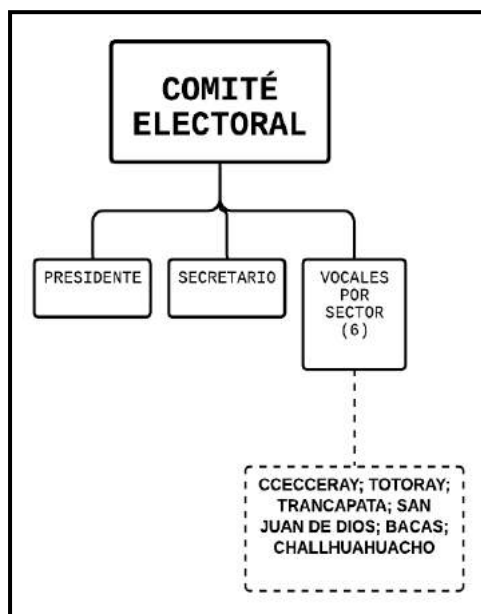 COMITÉ
ELECTORAL
PRESIDENTE
SECRETARIO
VOCALES
POR
SECTOR
(6)
CCECCERAY; TOTORAY;
TRANCAPATA; SAN
JUAN DE DIOS; BACAS;
CHALLHUAHUACHO